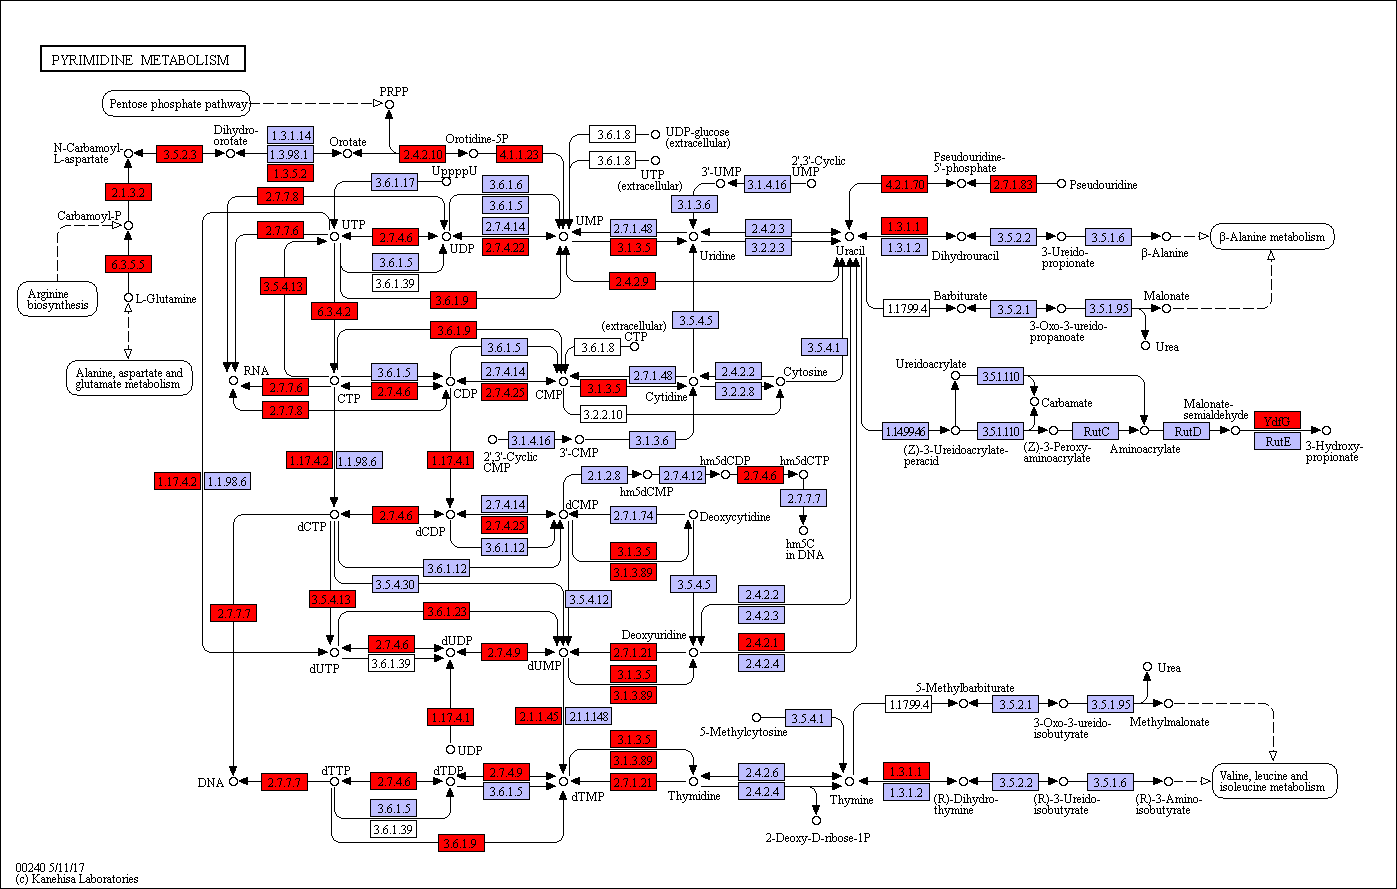 PYRIMIDINE METABOLISM
Pentose phosphate pathway
PRPP
N-Carbamoyl-
L-aspartate
3.5.2.3
Dihydro-
orotate
1.3.1.14
1.3.98.1
1.3.5.2
Orotate
2.4.2.10
Orotidine-5P
4.1.1.23
3.6.1.8
UDP-glucose
(extracellular)
3.6.1.8
UTP
(extracellular)
2.1.3.2
Carbamoyl-P
6.3.5.5
Arginine
biosynthesis
L-Glutamine
Alanine, aspartate and
glutamate metabolism
UppppU
3.6.1.17
2.7.7.8
2.7.7.6
UTP
2.7.4.6
3.6.1.5
3.6.1.39
UDP
3.6.1.6
3.6.1.5
2.7.4.14
2.7.4.22
UMP
3.6.1.9
2.7.1.48
3.1.3.5
Uridine
3'-UMP
3.1.4.16
2',3'-Cyclic
UMP
3.1.3.6
2.4.2.3
3.2.2.3
2.4.2.9
Uracil
4.2.1.70
Pseudouridine-
5'-phosphate
2.7.1.83
Pseudouridine
1.3.1.1
1.3.1.2
Dihydrouracil
3.5.2.2
3-Ureido-
propionate
3.5.1.6
β-Alanine
β-Alanine metabolism
1.1.99.4
Barbiturate
3.5.2.1
3-Oxo-3-ureido-
propanoate
3.5.1.95
Malonate
Urea
3.5.4.13
6.3.4.2
3.6.1.9
(extracellular)
CTP
3.6.1.8
3.5.4.5
3.5.4.1
RNA
2.7.7.6
2.7.7.8
CTP
3.6.1.5
2.7.4.6
CDP
3.6.1.5
2.7.4.14
2.7.4.25
CMP
2.7.1.48
3.1.3.5
3.2.2.10
Cytidine
2.4.2.2
3.2.2.8
Cytosine
Ureidoacrylate
3.5.1.110
Carbamate
1.14.99.46
(Z)-3-Ureidoacrylate-
peracid
3.5.1.110
(Z)-3-Peroxy-
aminoacrylate
RutC
Aminoacrylate
RutD
Malonate-
semialdehyde
YdfG
RutE
3-Hydroxy-
propionate
2',3'-Cyclic
CMP
3.1.4.16
3'-CMP
3.1.3.6
1.17.4.2
1.1.98.6
1.17.4.2
1.1.98.6
1.17.4.1
2.1.2.8
hm5dCMP
2.7.4.12
hm5dCDP
2.7.4.6
hm5dCTP
2.7.7.7
hm5C
in DNA
dCTP
2.7.4.6
dCDP
2.7.4.14
2.7.4.25
3.6.1.12
dCMP
2.7.1.74
Deoxycytidine
3.1.3.5
3.1.3.89
3.6.1.12
3.5.4.30
3.5.4.13
3.5.4.12
3.5.4.5
2.7.7.7
3.6.1.23
dUTP
2.7.4.6
3.6.1.39
dUDP
2.7.4.9
dUMP
Deoxyuridine
2.7.1.21
3.1.3.5
3.1.3.89
2.4.2.2
2.4.2.3
2.4.2.1
2.4.2.4
1.17.4.1
UDP
2.1.1.45
2.1.1.148
DNA
2.7.7.7
dTTP
2.7.4.6
3.6.1.5
3.6.1.39
dTDP
2.7.4.9
3.6.1.5
3.6.1.9
dTMP
3.1.3.5
3.1.3.89
2.7.1.21
Thymidine
5-Methylcytosine
3.5.4.1
2.4.2.6
2.4.2.4
2-Deoxy-D-ribose-1P
Thymine
1.1.99.4
5-Methylbarbiturate
3.5.2.1
3-Oxo-3-ureido-
isobutyrate
3.5.1.95
Urea
Methylmalonate
1.3.1.1
1.3.1.2
(R)-Dihydro-
thymine
3.5.2.2
(R)-3-Ureido-
isobutyrate
3.5.1.6
(R)-3-Amino-
isobutyrate
Valine, leucine and
isoleucine metabolism
00240 5/11/17
(c) Kanehisa Laboratories